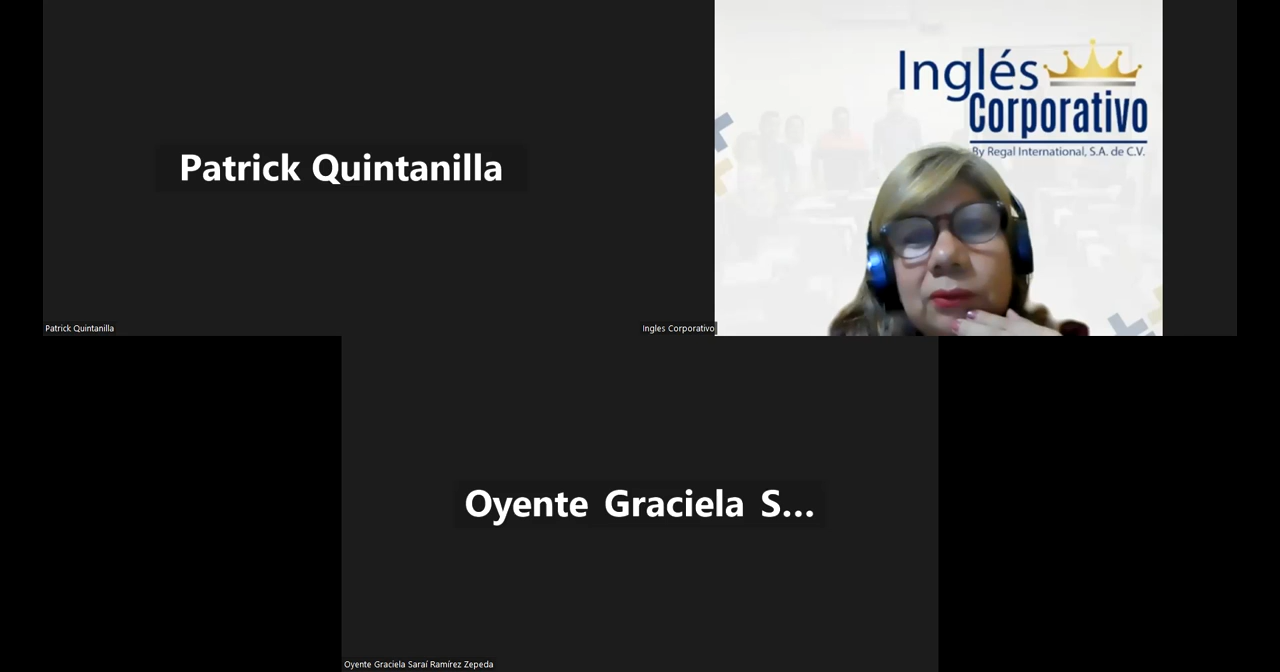 Patrick Quintanilla
Patrick Quintanilla
Inglés
Corporativo
By Regal International, S.A. de C.V.
Ingles Corporativo
Oyente Graciela S...
Oyente Graciela Saraí Ramírez Zepeda